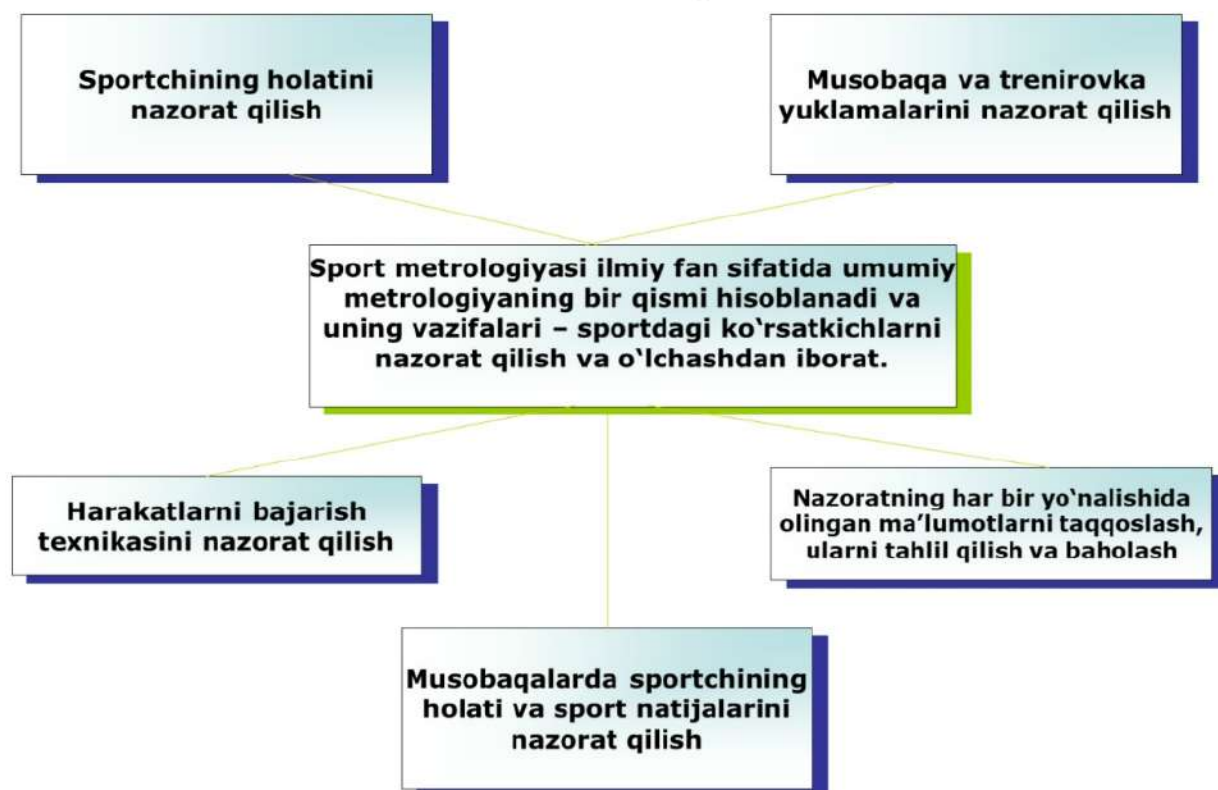 Sportchining holatini
nazorat qilish
Musobaqa va trenirovka
yuklamalarini nazorat qilish
Sport metrologiyasi ilmiy fan sifatida umumiy
metrologiyaning bir qismi hisoblanadi va
uning vazifalari – sportdagi ko‘rsatkichlarni
nazorat qilish va o‘lchashdan iborat.
Harakatlarni bajarish
texnikasini nazorat qilish
Nazoratning har bir yo‘nalishida
olingan ma’lumotlarni taqqoslash,
ularni tahlil qilish va baholash
Musobaqalarda sportchining
holati va sport natijalarini
nazorat qilish